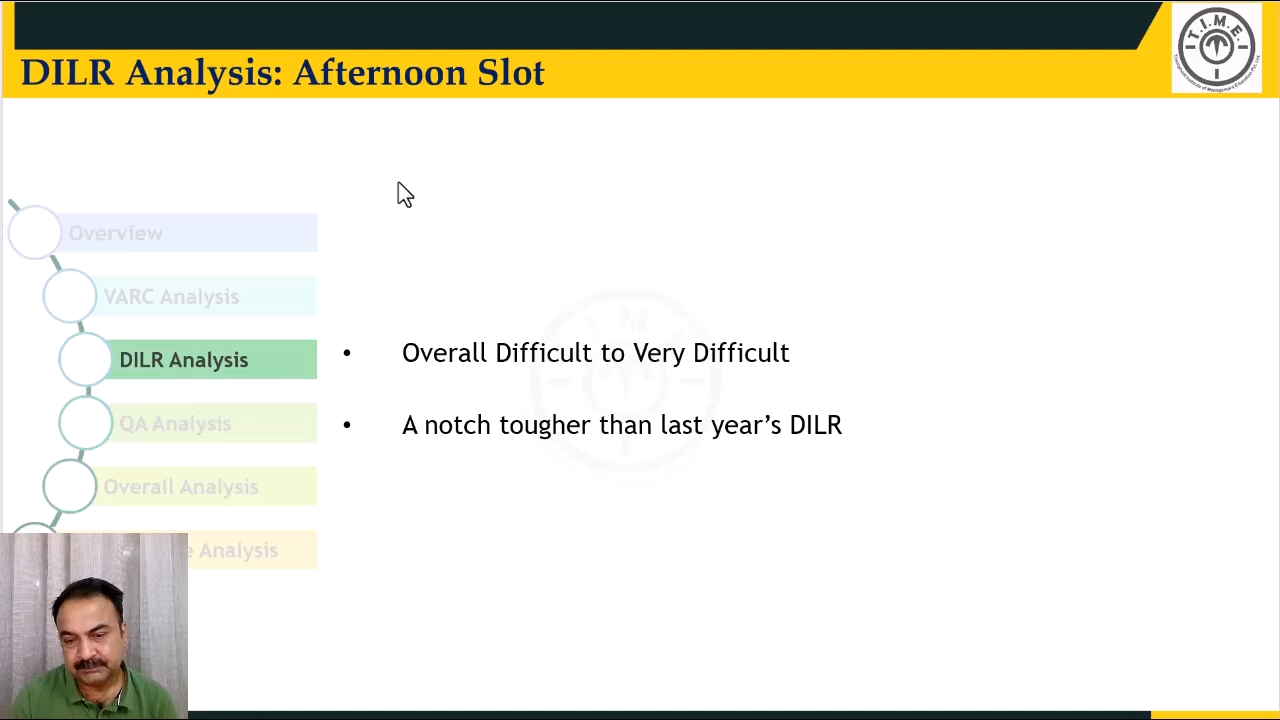 DILR Analysis: Afternoon Slot
T.I.M.E.
Overview
VARC Analysis
DILR Analysis
QA Analysis
Overall Analysis
e Analysis
• Overall Difficult to Very Difficult
• A notch tougher than last year’s DILR